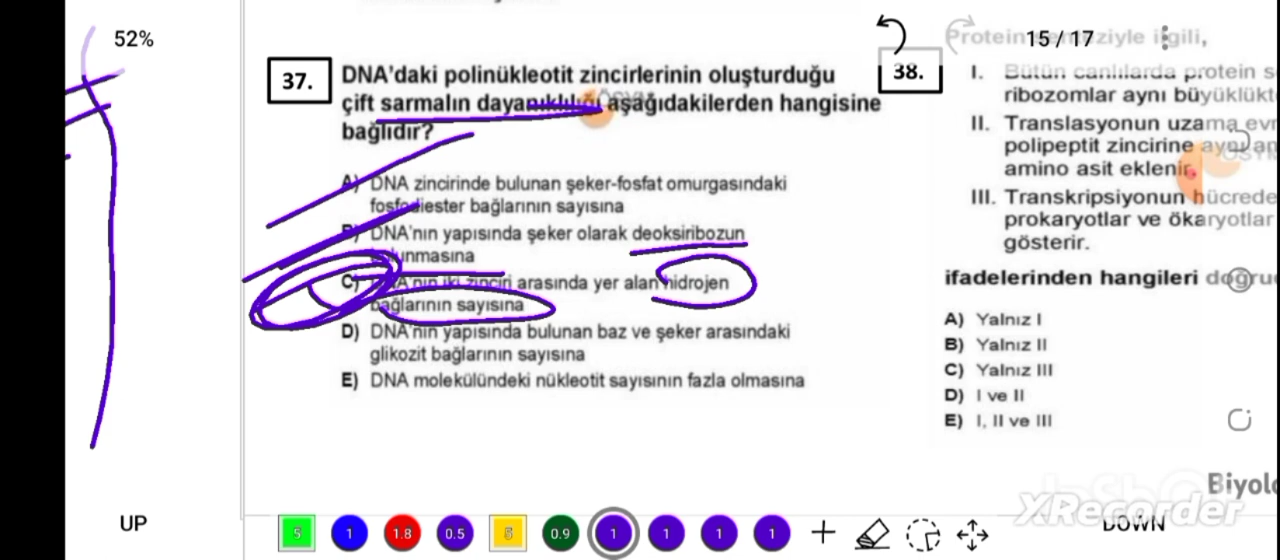 52%
15 / 17
37.
DNA'daki polinükleotit zincirlerinin oluşturduğu
çift sarmalın dayanıklılığı aşağıdakilerden hangisine
bağlıdır?
A) DNA zincirinde bulunan şeker-fosfat omurgasındaki
fosfodiester bağlarının sayısına
B) DNA'nın yapısında şeker olarak deoksiribozun
bulunmasına
C) DNA'nın iki zinciri arasında yer alan hidrojen
bağlarının sayısına
D) DNA'nın yapısında bulunan baz ve şeker arasındaki
glikozit bağlarının sayısına
E) DNA molekülündeki nükleotit sayısının fazla olmasına
38.
Protein ilgili,
I. Bütün canlılarda protein
ribozomlar aynı
II. Translasyonun uzama
polipeptit zincirine
amino asit eklenir.
III. Transkripsiyonun
prokaryotlar ve ökaryotlar
gösterir.
ifadelerinden hangileri
A) Yalnız I
B) Yalnız II
C) Yalnız III
D) I ve II
E) I, II ve III
XRecorder
UP
5 1 1.8 0.5 5 0.9 1 1 1 1
DOWN